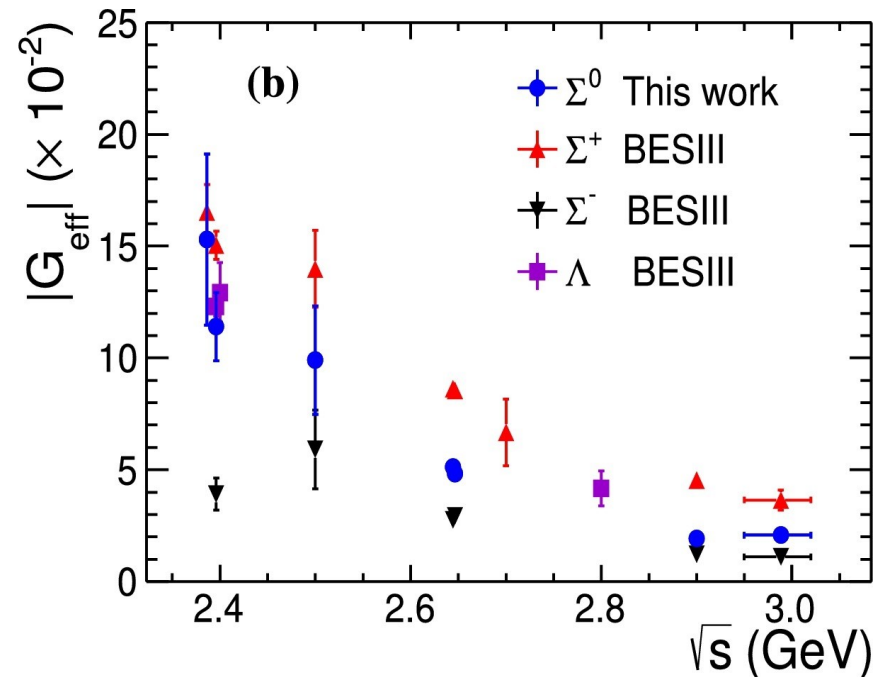 |G_eff| (× 10^-2)
25
20
15
10
5
0
(b)
Σ^0 This work
Σ^+ BESIII
Σ^- BESIII
Λ BESIII
2.4 2.6 2.8 3.0
√s (GeV)